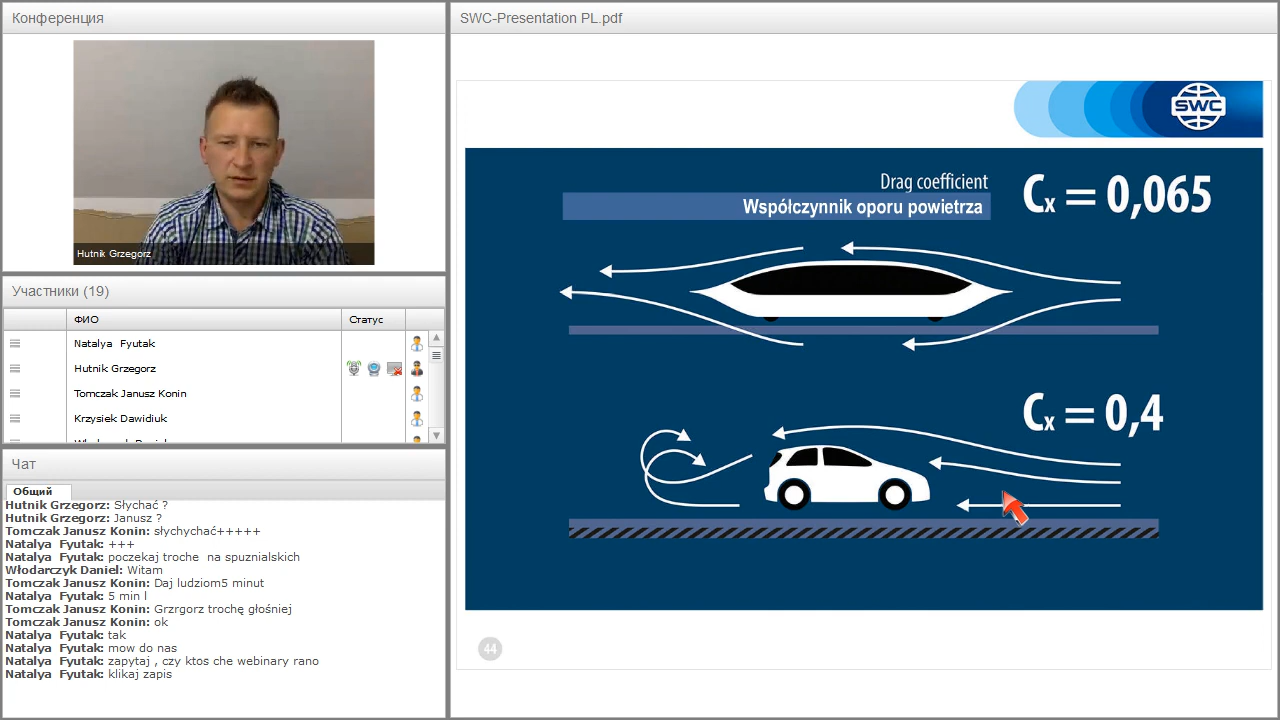 Конференция
Hutnik Grzegorz
Участники (19)
ФИО
Статус
Natalya Fyutak
Hutnik Grzegorz
Tomczak Janusz Konin
Krzysiek Dawidiuk
Чат
Общий
Hutnik Grzegorz: Słychać ?
Hutnik Grzegorz: Janusz ?
Tomczak Janusz Konin: słychychać+++++
Natalya Fyutak: +++
Natalya Fyutak: poczekaj troche na spuznialskich
Włodarczyk Daniel: Witam
Tomczak Janusz Konin: Daj ludziom5 minut
Natalya Fyutak: 5 min l
Tomczak Janusz Konin: Grzrgorz trochę głośniej
Tomczak Janusz Konin: ok
Natalya Fyutak: tak
Natalya Fyutak: mow do nas
Natalya Fyutak: zapytaj , czy ktos che webinary rano
Natalya Fyutak: klikaj zapis
SWC-Presentation PL.pdf
SWC
Drag coefficient
Współczynnik oporu powietrza
Cx = 0,065
Cx = 0,4
44